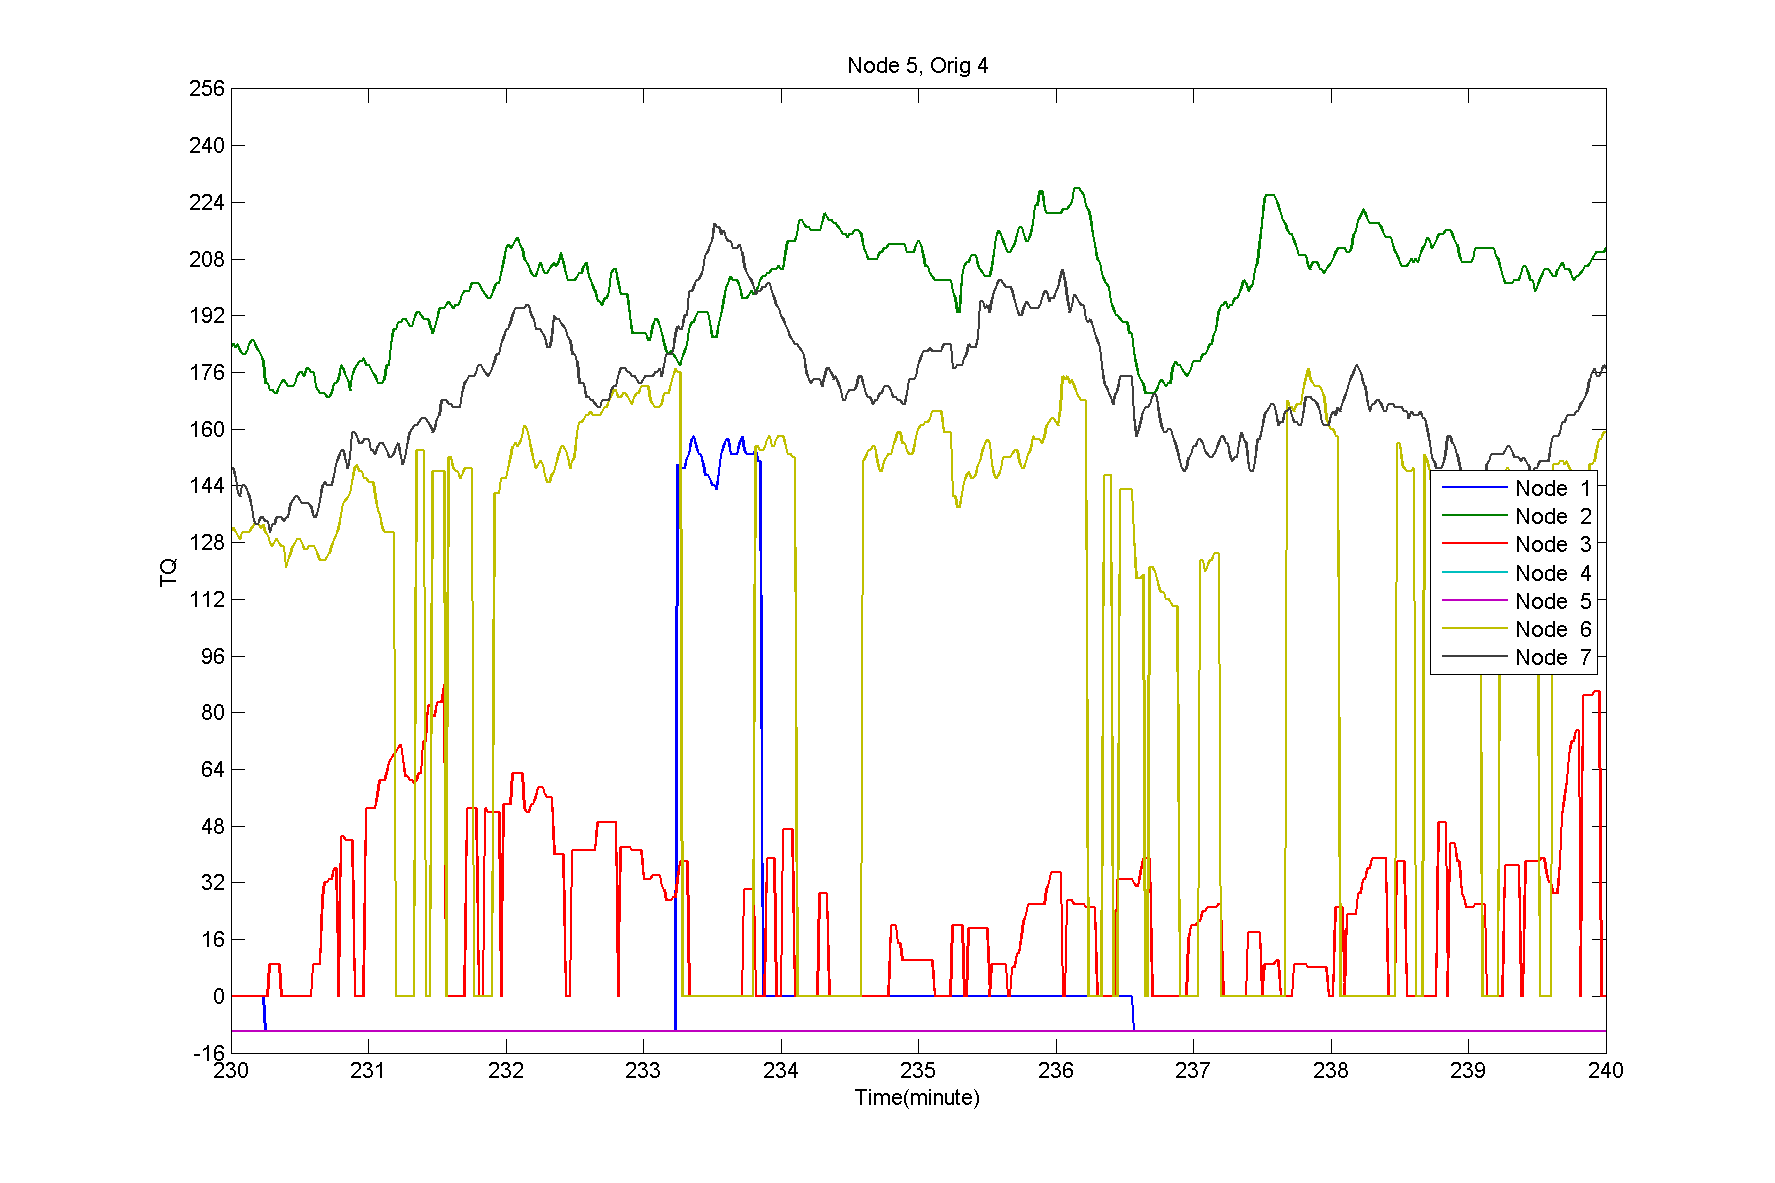 Node 5, Orig 4
256
240
224
208
192
176
160
144
128
112
96
80
64
48
32
16
0
-16
TQ
Node 1
Node 2
Node 3
Node 4
Node 5
Node 6
Node 7
230 231 232 233 234 235 236 237 238 239 240
Time(minute)